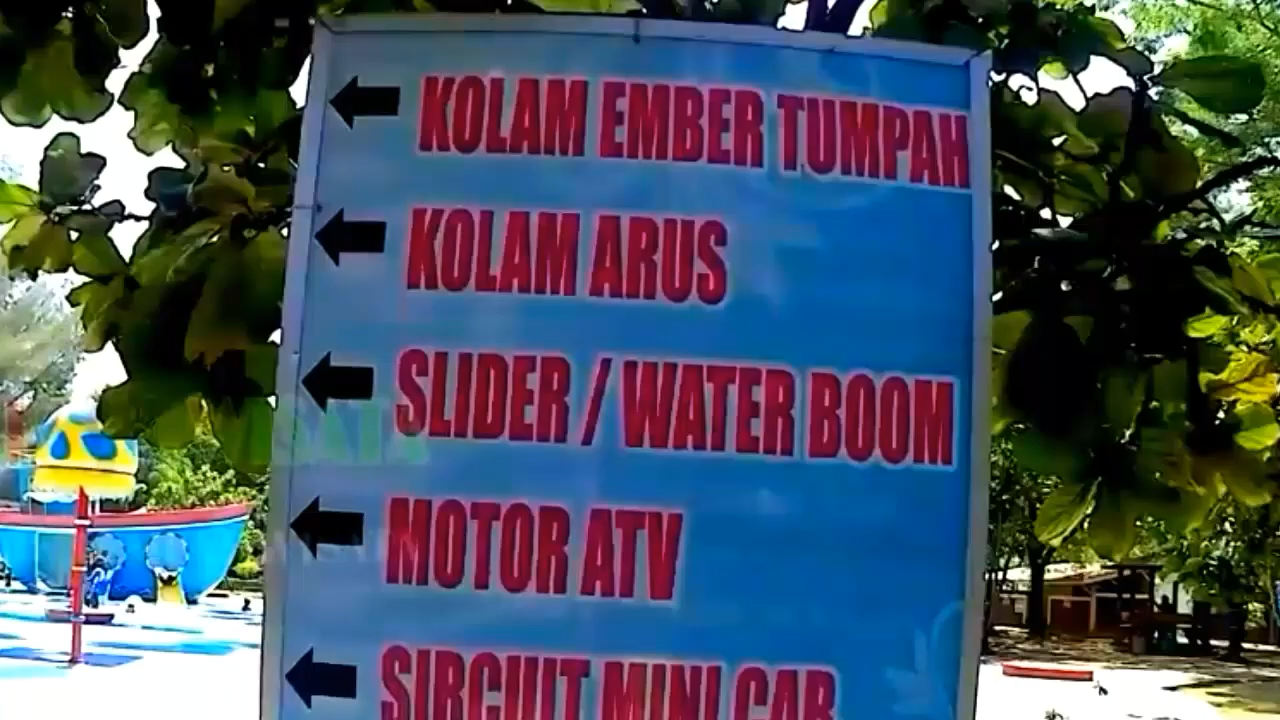 KOLAM EMBER TUMPAH
KOLAM ARUS
SLIDER / WATER BOOM
MOTOR ATV
SIRCUIT MINI CAR